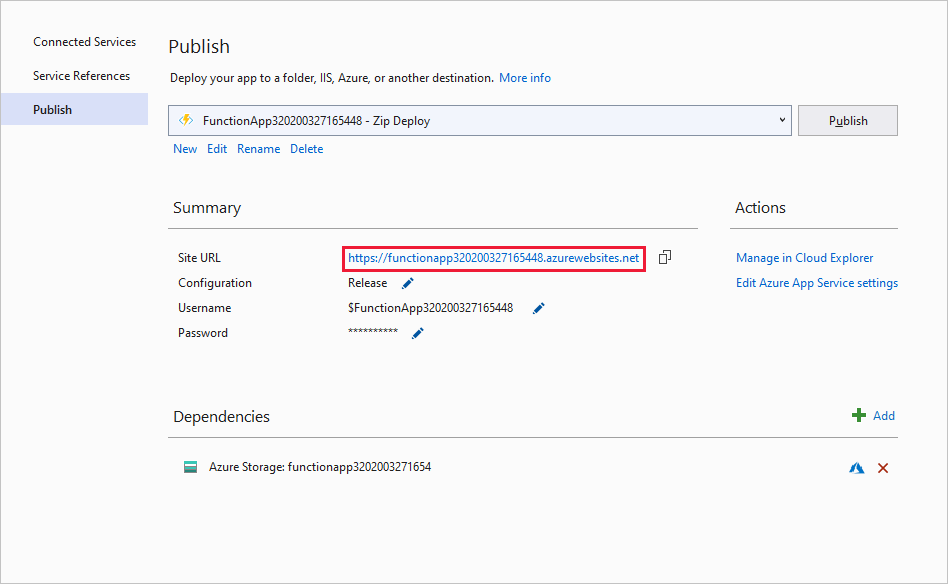 Connected Services
Service References
Publish
Publish
Deploy your app to a folder, IIS, Azure, or another destination. More info
FunctionApp320200327165448 - Zip Deploy
Publish
New Edit Rename Delete
Summary
Site URL https://functionapp320200327165448.azurewebsites.net
Configuration Release
Username $FunctionApp320200327165448
Password **********
Actions
Manage in Cloud Explorer
Edit Azure App Service settings
Dependencies
Add
Azure Storage: functionapp3202003271654